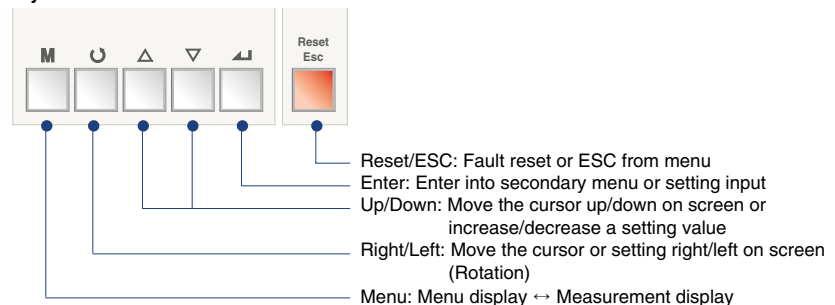 M
Reset
Esc
Reset/ESC: Fault reset or ESC from menu
Enter: Enter into secondary menu or setting input
Up/Down: Move the cursor up/down on screen or
increase/decrease a setting value
Right/Left: Move the cursor or setting right/left on screen
(Rotation)
Menu: Menu display ↔ Measurement display